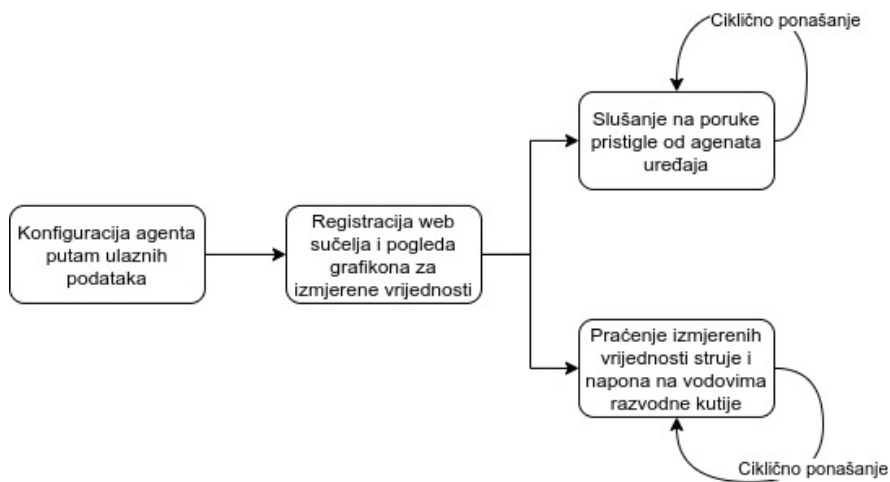 Ciklično ponašanje
Slušanje na poruke
pristigle od agenata
uređaja
Konfiguracija agenta
putam ulaznih
podataka
Registracija web
sučelja i pogleda
grafikona za
izmjerene vrijednosti
Praćenje izmjerenih
vrijednosti struje i
napona na vodovima
razvodne kutije
Ciklično ponašanje